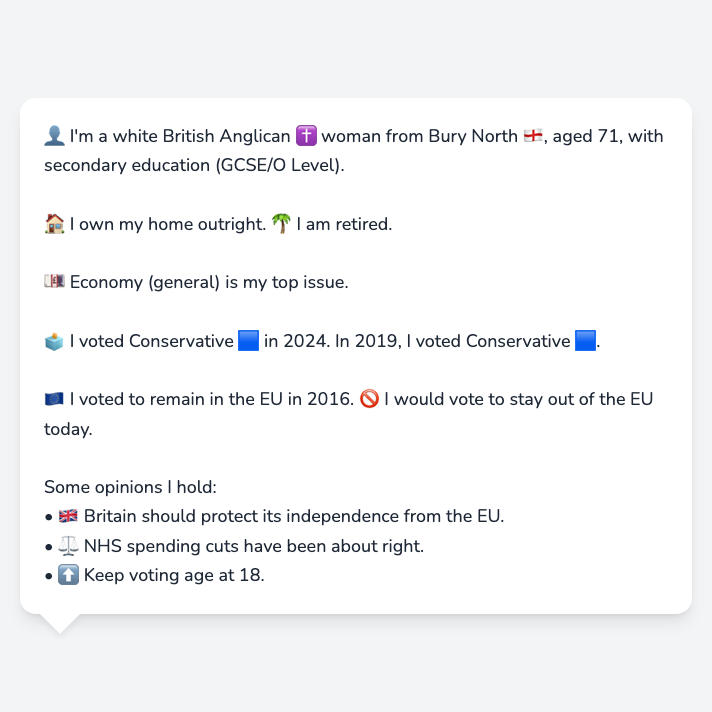 👤 I'm a white British Anglican ✝️ woman from Bury North 🏴󠁧󠁢󠁥󠁮󠁧󠁿, aged 71, with
secondary education (GCSE/O Level).
🏠 I own my home outright. 🌴 I am retired.
💷 Economy (general) is my top issue.
🗳️ I voted Conservative 🟦 in 2024. In 2019, I voted Conservative 🟦.
🇪🇺 I voted to remain in the EU in 2016. 🚫 I would vote to stay out of the EU
today.
Some opinions I hold:
• 🇬🇧 Britain should protect its independence from the EU.
• ⚖️ NHS spending cuts have been about right.
• ⬆️ Keep voting age at 18.